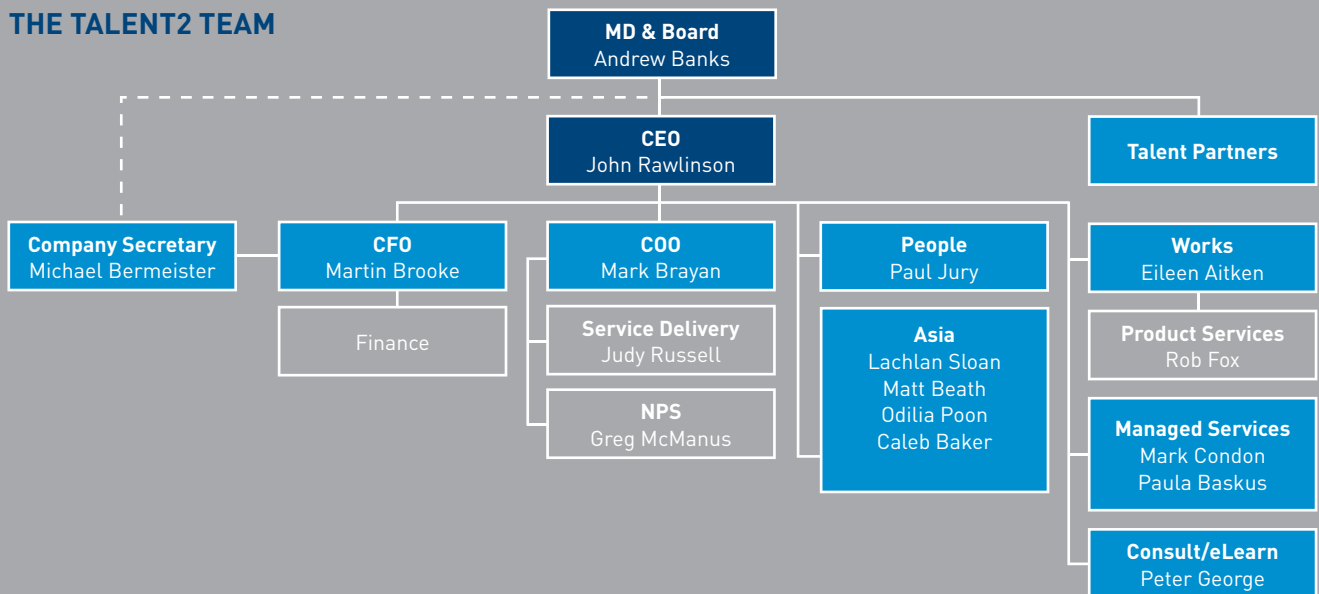 THE TALENT2 TEAM
MD & Board
Andrew Banks
CEO
John Rawlinson
Talent Partners
Company Secretary
Michael Bermeister
CFO
Martin Brooke
Finance
COO
Mark Brayan
Service Delivery
Judy Russell
NPS
Greg McManus
People
Paul Jury
Asia
Lachlan Sloan
Matt Beath
Odilia Poon
Caleb Baker
Works
Eileen Aitken
Product Services
Rob Fox
Managed Services
Mark Condon
Paula Baskus
Consult/eLearn
Peter George